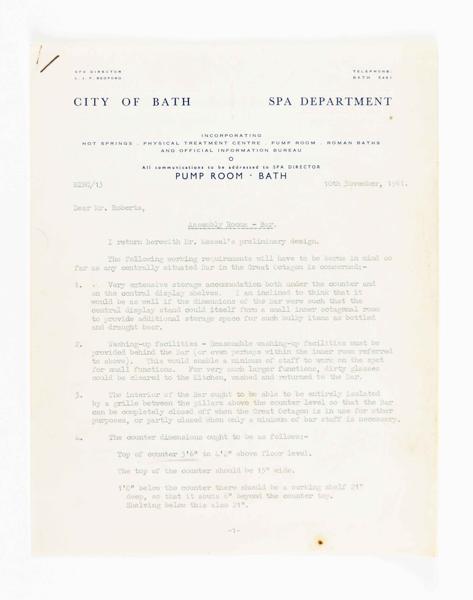 SPA DIRECTOR
L. J. F. BEDFORD
TELEPHONE:
BATH
CITY OF BATH
SPA DEPARTMENT
INCORPORATING
HOT SPRINGS . PHYSICAL TREATMENT CENTRE . PUMP ROOM . ROMAN BATHS
AND OFFICIAL INFORMATION BUREAU
All communications to be addressed to SPA DIRECTOR
PUMP ROOM · BATH
10th November,
Dear Mr. Roberts,
Assembly Rooms - Bar.
I return herewith Mr. preliminary design.
The following working requirements will have to be borne in mind so
far as any centrally situated Bar in the Great Octagon is concerned:-
1. Very extensive storage accommodation both under the counter and
on the central display shelves. I am inclined to think that it
would be as well if the dimensions of the Bar were such that the
central display stand could itself form a small inner octagonal room
to provide additional storage space for such bulky items as bottled
and draught beer.
2. Washing-up facilities - Reasonable washing-up facilities must be
provided behind the Bar (or even perhaps within the inner room referred
to above). This would enable a minimum of staff to work on the spot
for small functions. For very much larger functions, dirty glasses
could be cleared to the Kitchen, washed and returned to the Bar.
3. The interior of the Bar ought to be able to be entirely isolated
by a grille between the pillars above the counter level so that the Bar
can be completely closed off when the Great Octagon is in use for other
purposes, or partly closed when only a minimum of bar staff is necessary.
4. The counter dimensions ought to be as follows:-
Top of counter 3'6" to above floor level.
The top of the counter should be 15" wide.
below the counter there should be a working shelf 21"
deep, so that it 6" beyond the counter top.
Shelving below this also 21".
-1-